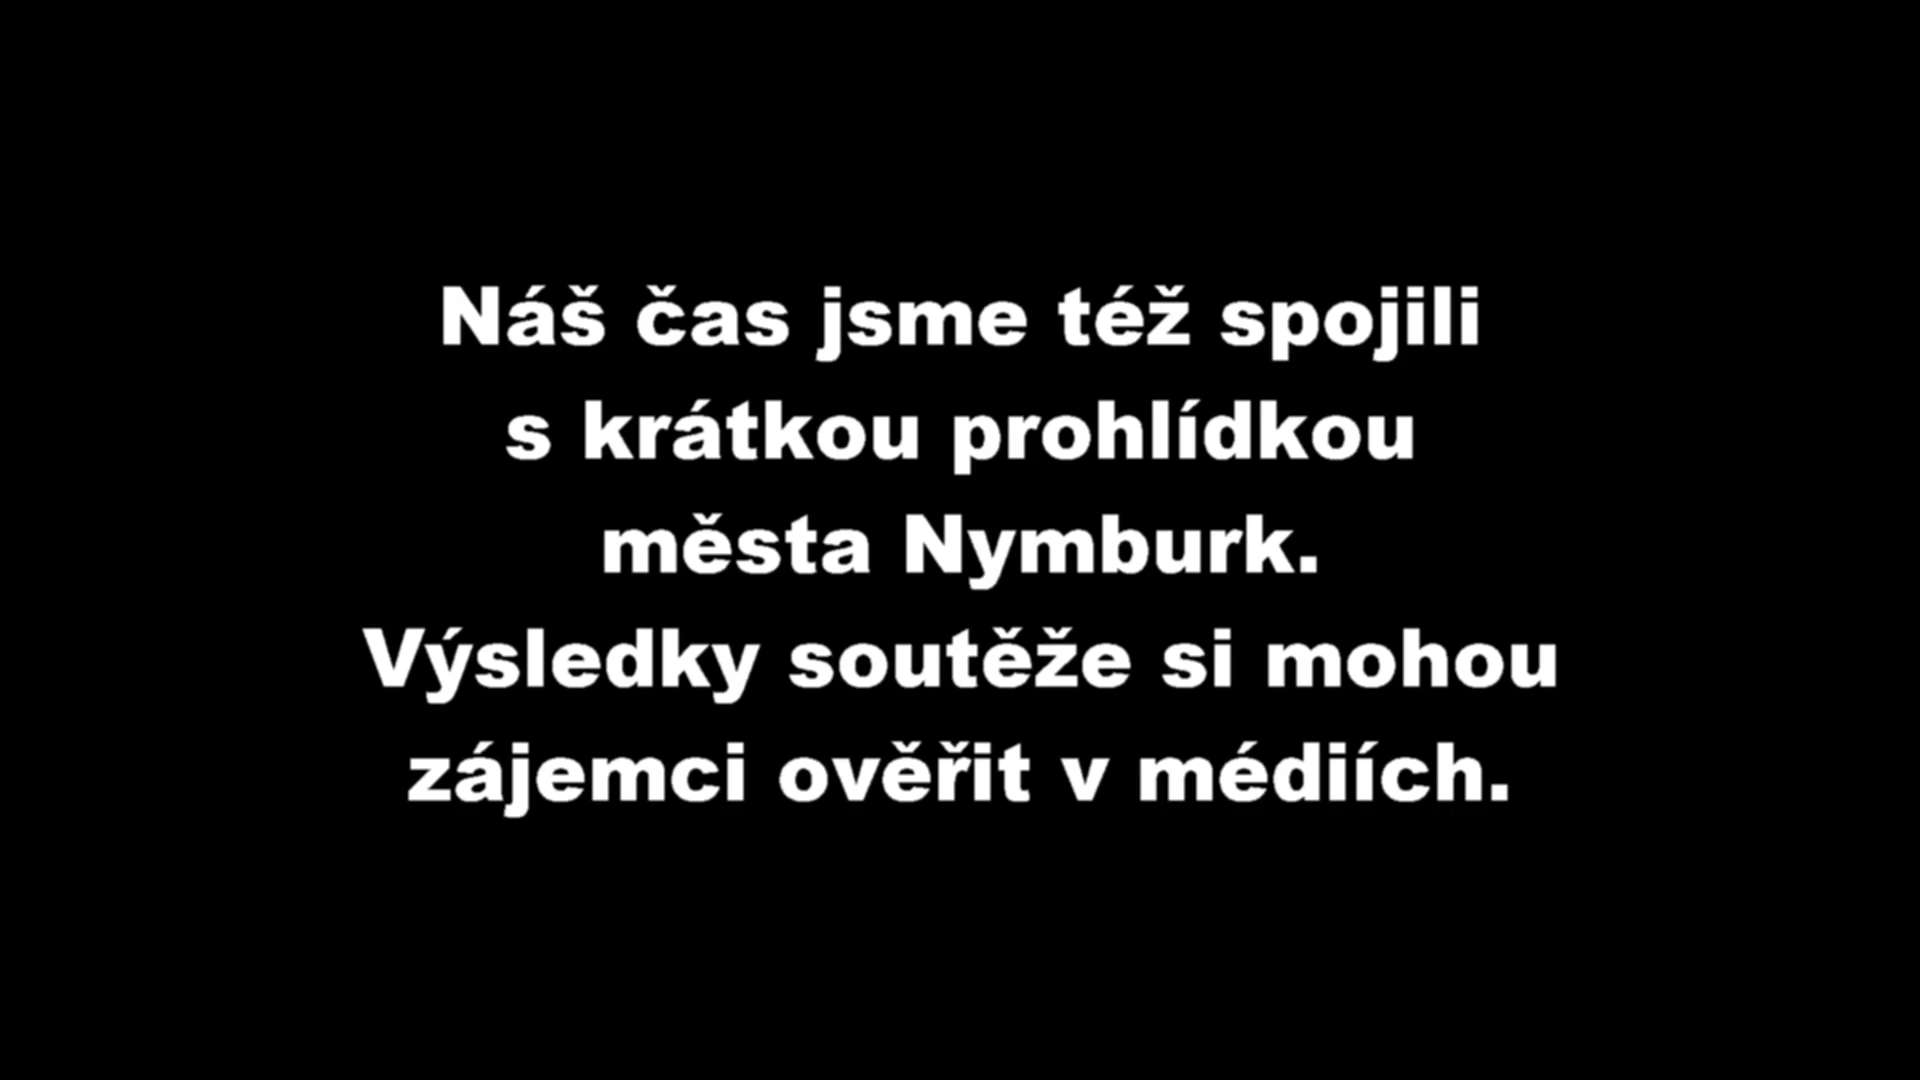 Náš čas jsme též spojili
s krátkou prohlídkou
města Nymburk.
Výsledky soutěže si mohou
zájemci ověřit v médiích.